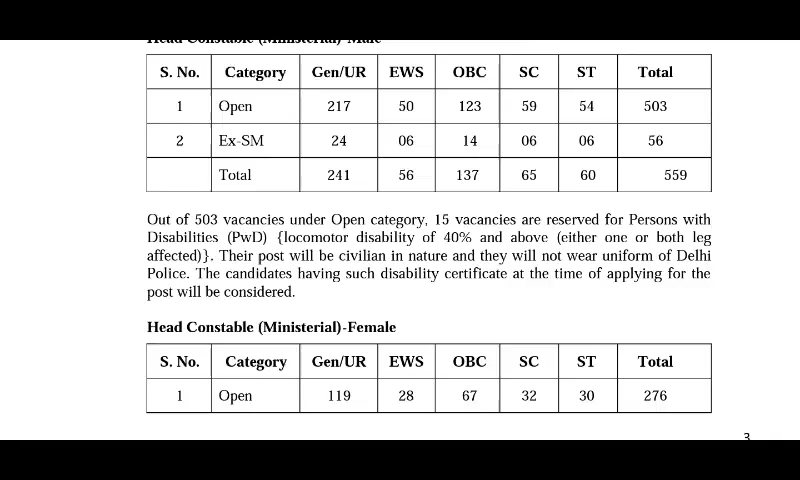 Head Constable (Ministerial)-Male
S. No. Category Gen/UR EWS OBC SC ST Total
1 Open 217 50 123 59 54 503
2 Ex-SM 24 06 14 06 06 56
Total 241 56 137 65 60 559
Out of 503 vacancies under Open category, 15 vacancies are reserved for Persons with
Disabilities (PwD) {locomotor disability of 40% and above (either one or both leg
affected)}. Their post will be civilian in nature and they will not wear uniform of Delhi
Police. The candidates having such disability certificate at the time of applying for the
post will be considered.
Head Constable (Ministerial)-Female
S. No. Category Gen/UR EWS OBC SC ST Total
1 Open 119 28 67 32 30 276
3